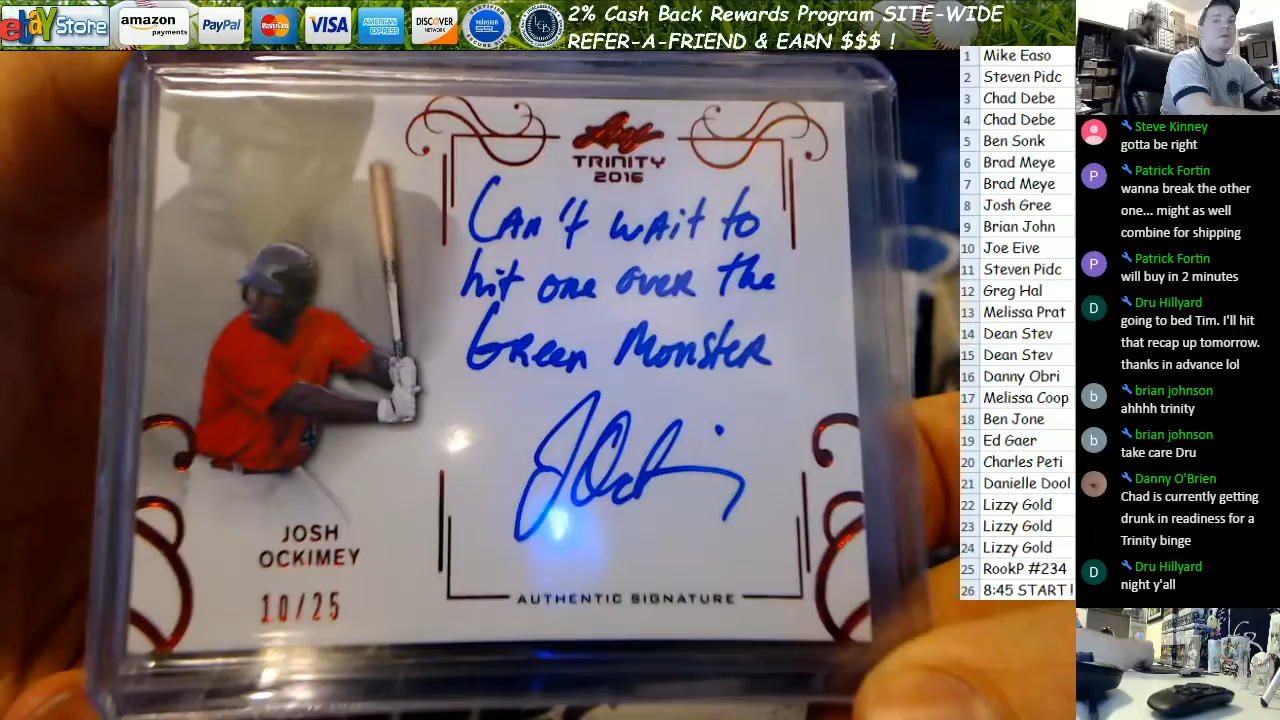 ebay Store
amazon payments
PayPal
MasterCard
VISA
AMERICAN EXPRESS
DISCOVER NETWORK
volusion SSL
2% Cash Back Rewards Program SITE-WIDE
REFER-A-FRIEND & EARN $$$ !
Leaf
TRINITY
2016
Can't wait to
hit one over the
Green Monster
JOSH
OCKIMEY
10/25
AUTHENTIC SIGNATURE
1 Mike Easo
2 Steven Pidc
3 Chad Debe
4 Chad Debe
5 Ben Sonk
6 Brad Meye
7 Brad Meye
8 Josh Gree
9 Brian John
10 Joe Eive
11 Steven Pidc
12 Greg Hal
13 Melissa Prat
14 Dean Stev
15 Dean Stev
16 Danny Obri
17 Melissa Coop
18 Ben Jone
19 Ed Gaer
20 Charles Peti
21 Danielle Dool
22 Lizzy Gold
23 Lizzy Gold
24 Lizzy Gold
25 RookP #234
26 8:45 START !
Steve Kinney
gotta be right
P Patrick Fortin
wanna break the other
one... might as well
combine for shipping
P Patrick Fortin
will buy in 2 minutes
D Dru Hillyard
going to bed Tim. I'll hit
that recap up tomorrow.
thanks in advance lol
b brian johnson
ahhhh trinity
b brian johnson
take care Dru
Danny O'Brien
Chad is currently getting
drunk in readiness for a
Trinity binge
D Dru Hillyard
night y'all